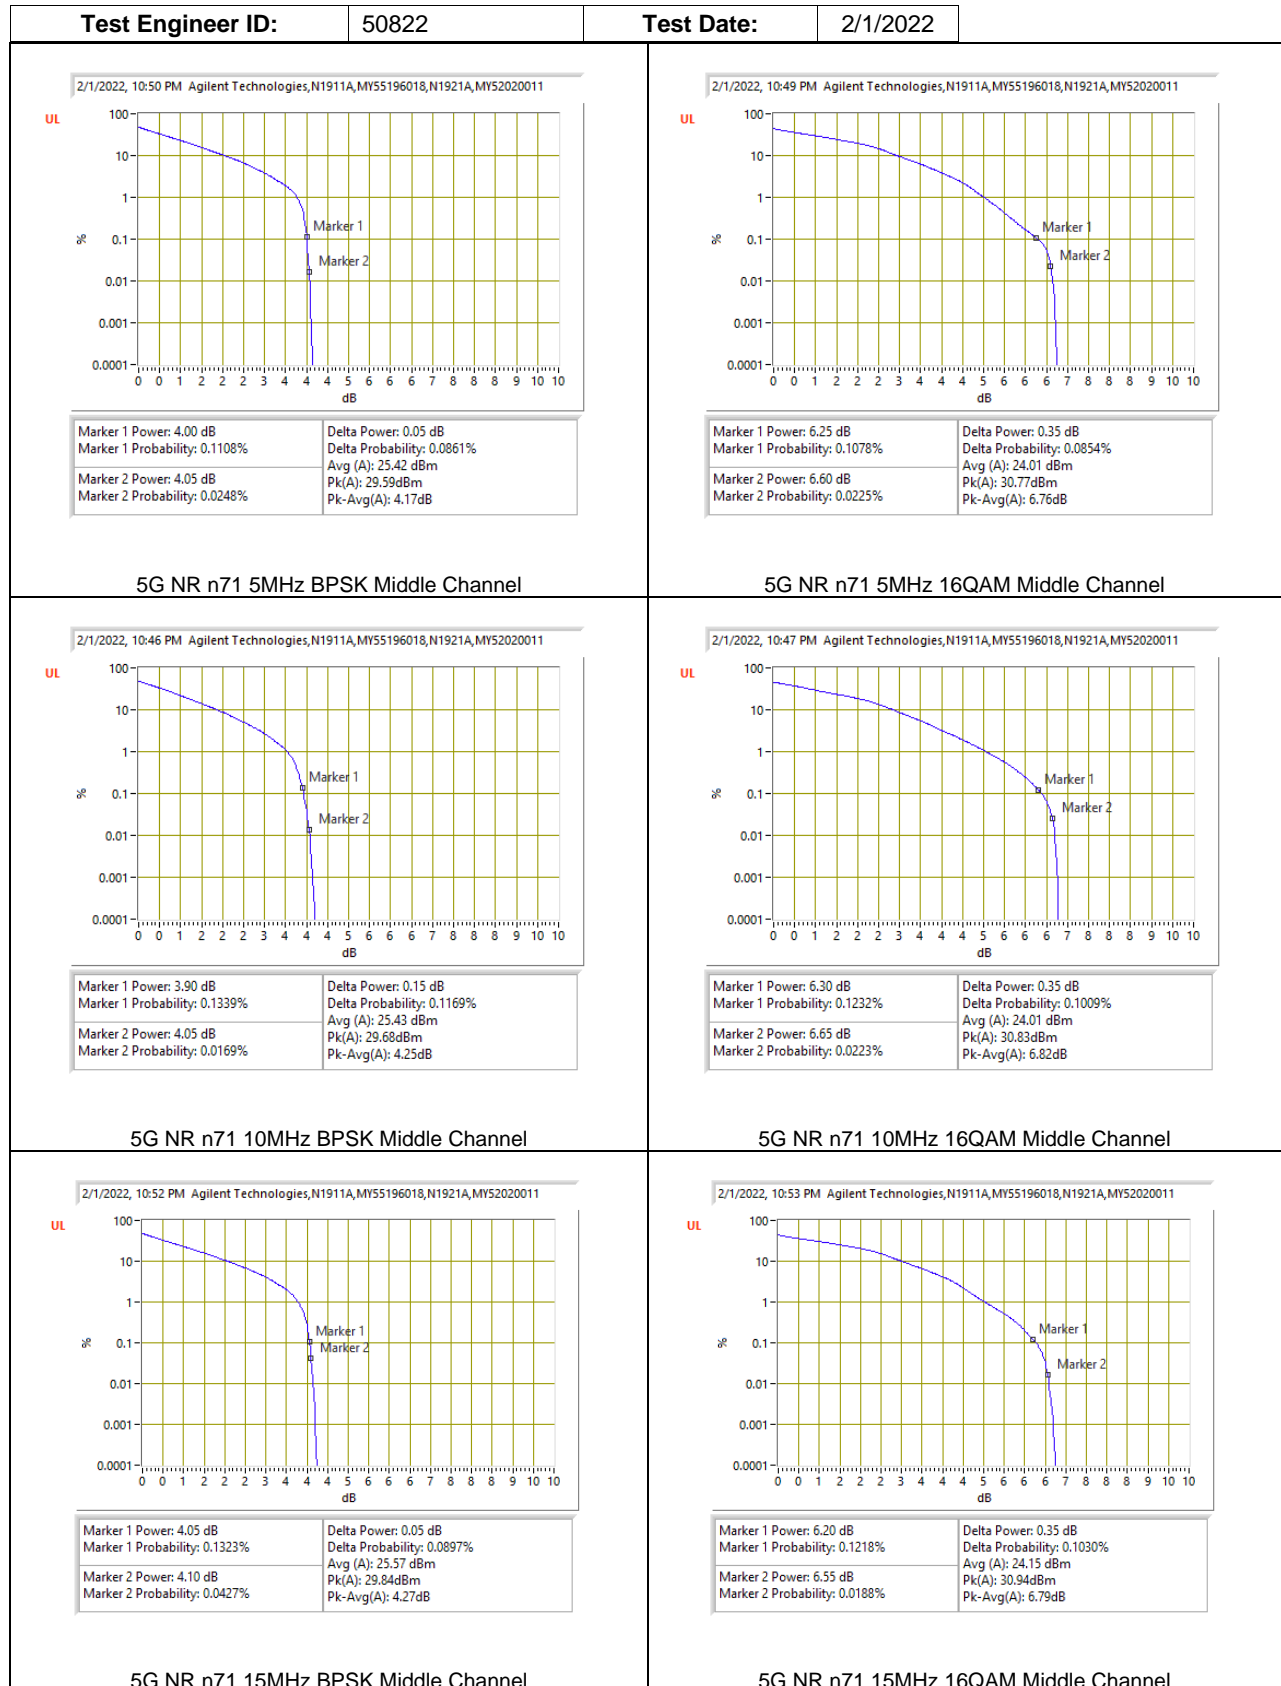 Test Engineer ID: 50822 Test Date: 2/1/2022
2/1/2022, 10:50 PM Agilent Technologies,N1911A,MY55196018,N1921A,MY52020011
UL
100
10
1
0.1
0.01
0.001
0.0001
%
Marker 1
Marker 2
0 0 1 2 2 2 3 3 4 4 5 5 6 6 7 8 8 8 9 10 10
dB
Marker 1 Power: 4.00 dB
Marker 1 Probability: 0.1108%
Marker 2 Power: 4.05 dB
Marker 2 Probability: 0.0248%
Delta Power: 0.05 dB
Delta Probability: 0.0861%
Avg (A): 25.42 dBm
Pk(A): 29.59dBm
Pk-Avg(A): 4.17dB
5G NR n71 5MHz BPSK Middle Channel
2/1/2022, 10:49 PM Agilent Technologies,N1911A,MY55196018,N1921A,MY52020011
UL
100
10
1
0.1
0.01
0.001
0.0001
%
Marker 1
Marker 2
0 0 1 2 2 2 3 4 4 4 5 5 6 6 7 8 8 8 9 10 10
dB
Marker 1 Power: 6.25 dB
Marker 1 Probability: 0.1078%
Marker 2 Power: 6.60 dB
Marker 2 Probability: 0.0225%
Delta Power: 0.35 dB
Delta Probability: 0.0854%
Avg (A): 24.01 dBm
Pk(A): 30.77dBm
Pk-Avg(A): 6.76dB
5G NR n71 5MHz 16QAM Middle Channel
2/1/2022, 10:46 PM Agilent Technologies,N1911A,MY55196018,N1921A,MY52020011
UL
100
10
1
0.1
0.01
0.001
0.0001
%
Marker 1
Marker 2
0 0 1 2 2 2 3 4 4 4 5 5 6 6 7 8 8 8 9 10 10
dB
Marker 1 Power: 3.90 dB
Marker 1 Probability: 0.1339%
Marker 2 Power: 4.05 dB
Marker 2 Probability: 0.0169%
Delta Power: 0.15 dB
Delta Probability: 0.1169%
Avg (A): 25.43 dBm
Pk(A): 29.68dBm
Pk-Avg(A): 4.25dB
5G NR n71 10MHz BPSK Middle Channel
2/1/2022, 10:47 PM Agilent Technologies,N1911A,MY55196018,N1921A,MY52020011
UL
100
10
1
0.1
0.01
0.001
0.0001
%
Marker 1
Marker 2
0 0 1 2 2 2 3 4 4 4 5 5 6 6 7 8 8 8 9 10 10
dB
Marker 1 Power: 6.30 dB
Marker 1 Probability: 0.1232%
Marker 2 Power: 6.65 dB
Marker 2 Probability: 0.0223%
Delta Power: 0.35 dB
Delta Probability: 0.1009%
Avg (A): 24.01 dBm
Pk(A): 30.83dBm
Pk-Avg(A): 6.82dB
5G NR n71 10MHz 16QAM Middle Channel
2/1/2022, 10:52 PM Agilent Technologies,N1911A,MY55196018,N1921A,MY52020011
UL
100
10
1
0.1
0.01
0.001
0.0001
%
Marker 1
Marker 2
0 0 1 2 2 2 3 4 4 4 5 5 6 6 7 8 8 8 9 10 10
dB
Marker 1 Power: 4.05 dB
Marker 1 Probability: 0.1323%
Marker 2 Power: 4.10 dB
Marker 2 Probability: 0.0427%
Delta Power: 0.05 dB
Delta Probability: 0.0897%
Avg (A): 25.57 dBm
Pk(A): 29.84dBm
Pk-Avg(A): 4.27dB
5G NR n71 15MHz BPSK Middle Channel
2/1/2022, 10:53 PM Agilent Technologies,N1911A,MY55196018,N1921A,MY52020011
UL
100
10
1
0.1
0.01
0.001
0.0001
%
Marker 1
Marker 2
0 0 1 2 2 2 3 4 4 4 5 6 6 6 7 8 8 8 9 10 10
dB
Marker 1 Power: 6.20 dB
Marker 1 Probability: 0.1218%
Marker 2 Power: 6.55 dB
Marker 2 Probability: 0.0188%
Delta Power: 0.35 dB
Delta Probability: 0.1030%
Avg (A): 24.15 dBm
Pk(A): 30.94dBm
Pk-Avg(A): 6.79dB
5G NR n71 15MHz 16QAM Middle Channel